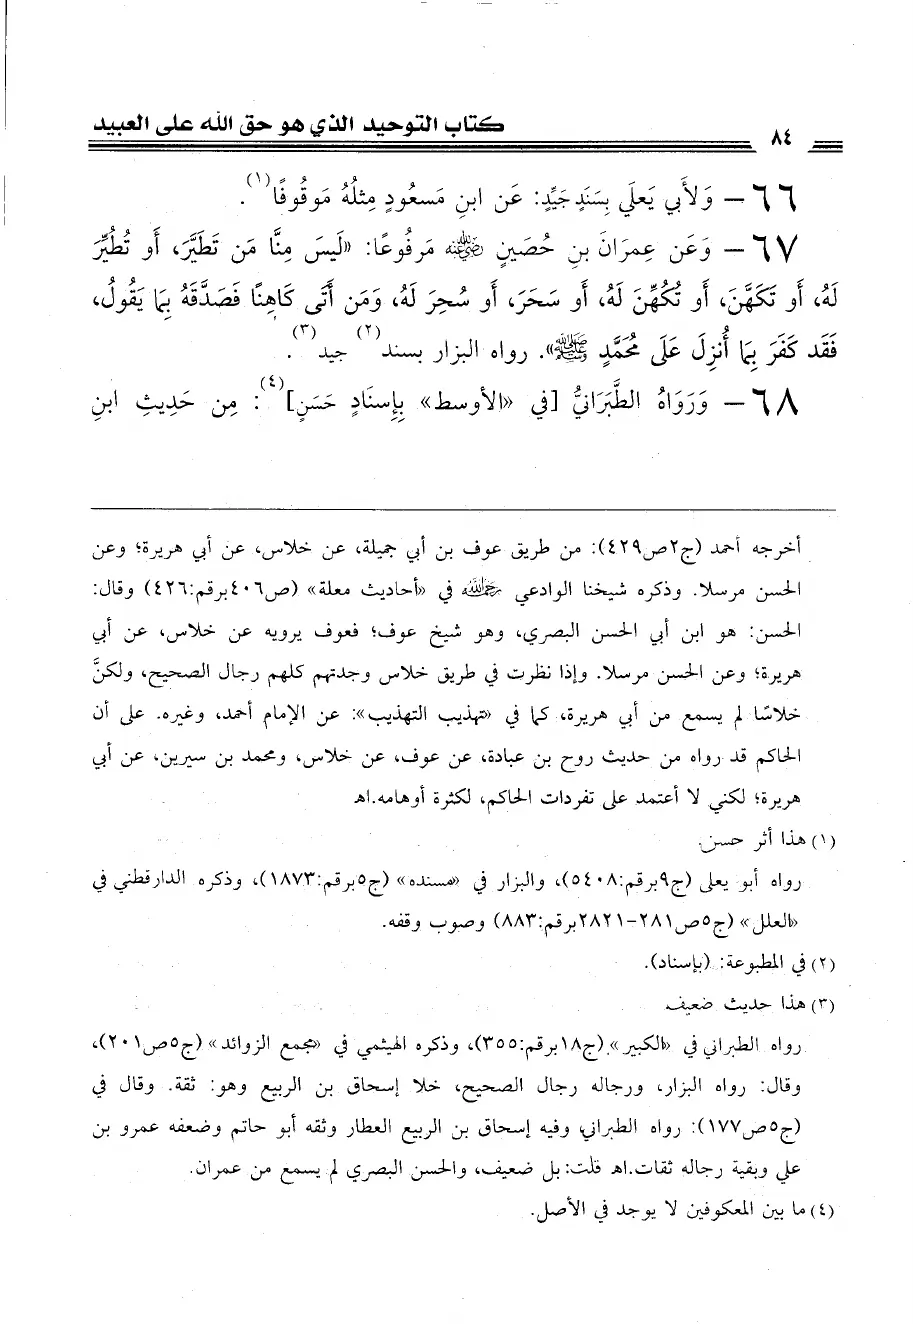 ٨٤ كتاب التوحيد الذي هو حق الله على العبيد
٦٦ – وَلأَبِي يَعلَى بِسَنَدٍ جَيِّدٍ: عَن ابنِ مَسعُودٍ مِثلُهُ مَوقُوفًا(١).
٦٧ – وَعَن عِمرَانَ بنِ حُصَينٍ ﵁ مَرفُوعًا: «لَيسَ مِنَّا مَن تَطَيَّرَ، أَو تُطُيِّرَ
لَهُ، أَو تَكَهَّنَ، أَو تُكُهِّنَ لَهُ، أَو سَحَرَ، أَو سُحِرَ لَهُ، وَمَن أَتَى كَاهِنًا فَصَدَّقَهُ بِمَا يَقُولُ،
فَقَد كَفَرَ بِمَا أُنزِلَ عَلَى مُحَمَّدٍ ﷺ». رواه البزار بسند(٢) جيد(٣).
٦٨ – وَرَوَاهُ الطَّبَرَانِيُّ [في «الأوسط» بِإِسنَادٍ حَسَنٍ](٤): مِن حَدِيثِ ابنِ
أخرجه أحمد (ج٢ص٤٢٩): من طريق عوف بن أبي جميلة، عن خلاس، عن أبي هريرة؛ وعن
الحسن مرسلا. وذكره شيخنا الوادعي ﵀ في «أحاديث معلة» (ص٤٠٦برقم:٤٢٦) وقال:
الحسن: هو ابن أبي الحسن البصري، وهو شيخ عوف؛ فعوف يرويه عن خلاس، عن أبي
هريرة؛ وعن الحسن مرسلا. وإذا نظرت في طريق خلاس وجدتهم كلهم رجال الصحيح، ولكنَّ
خلاسًا لم يسمع من أبي هريرة، كما في «تهذيب التهذيب»: عن الإمام أحمد، وغيره. على أن
الحاكم قد رواه من حديث روح بن عبادة، عن عوف، عن خلاس، ومحمد بن سيرين، عن أبي
هريرة؛ لكني لا أعتمد على تفردات الحاكم، لكثرة أوهامه.اهـ
(١) هذا أثر حسن.
رواه أبو يعلى (ج٩برقم:٥٤٠٨)، والبزار في «مسنده» (ج٥برقم:١٨٧٣)، وذكره الدارقطني في
«العلل» (ج٥ص٢٨١-٢٨٢١برقم:٨٨٣) وصوب وقفه.
(٢) في المطبوعة: (بإسناد).
(٣) هذا حديث ضعيف
رواه الطبراني في «الكبير» (ج١٨برقم:٣٥٥)، وذكره الهيثمي في «مجمع الزوائد» (ج٥ص٢٠١)،
وقال: رواه البزار، ورجاله رجال الصحيح، خلا إسحاق بن الربيع وهو: ثقة. وقال في
(ج٥ص١٧٧): رواه الطبراني وفيه إسحاق بن الربيع العطار وثقه أبو حاتم وضعفه عمرو بن
علي وبقية رجاله ثقات.اهـ قلت: بل ضعيف، والحسن البصري لم يسمع من عمران.
(٤) ما بين المعكوفين لا يوجد في الأصل.